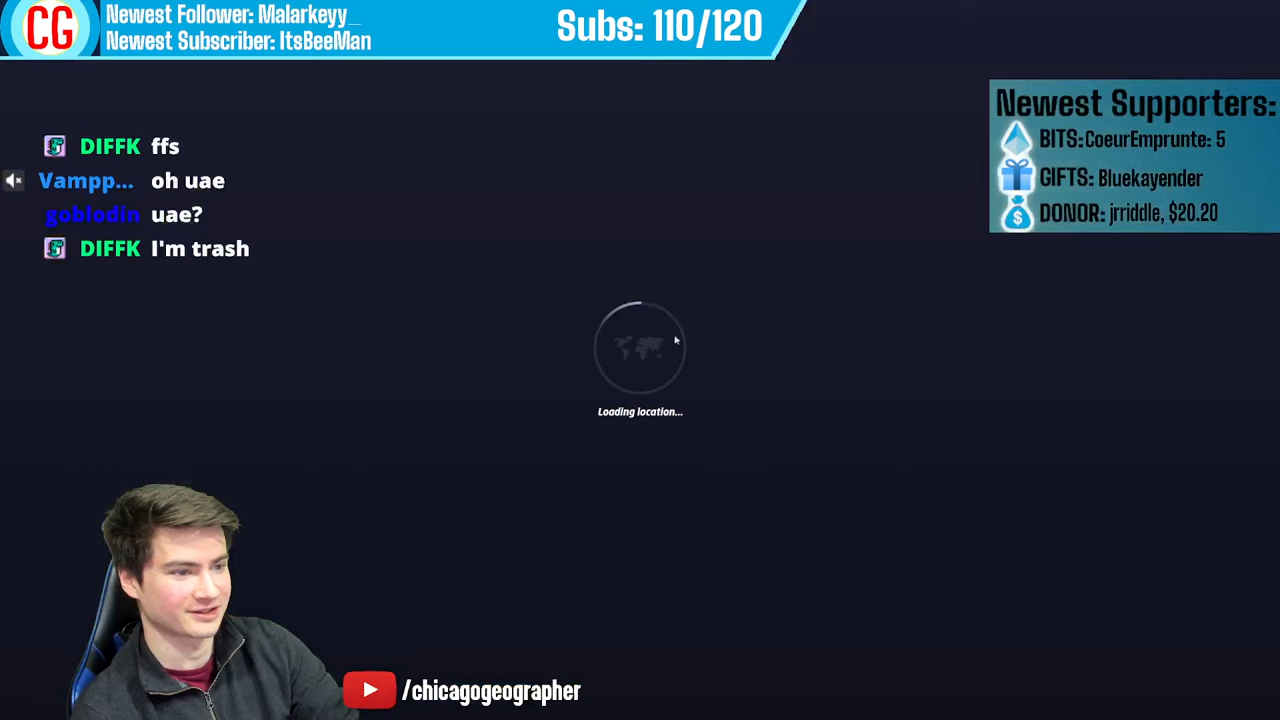 CG
Newest Follower: Malarkeyy_
Newest Subscriber: ItsBeeMan
Subs: 110/120
Newest Supporters:
BITS:CoeurEmprunte: 5
GIFTS: Bluekayender
DONOR: jrriddle, $20.20
DIFFK ffs
Vampp... oh uae
goblodin uae?
DIFFK I'm trash
Loading location...
/chicagogeographer